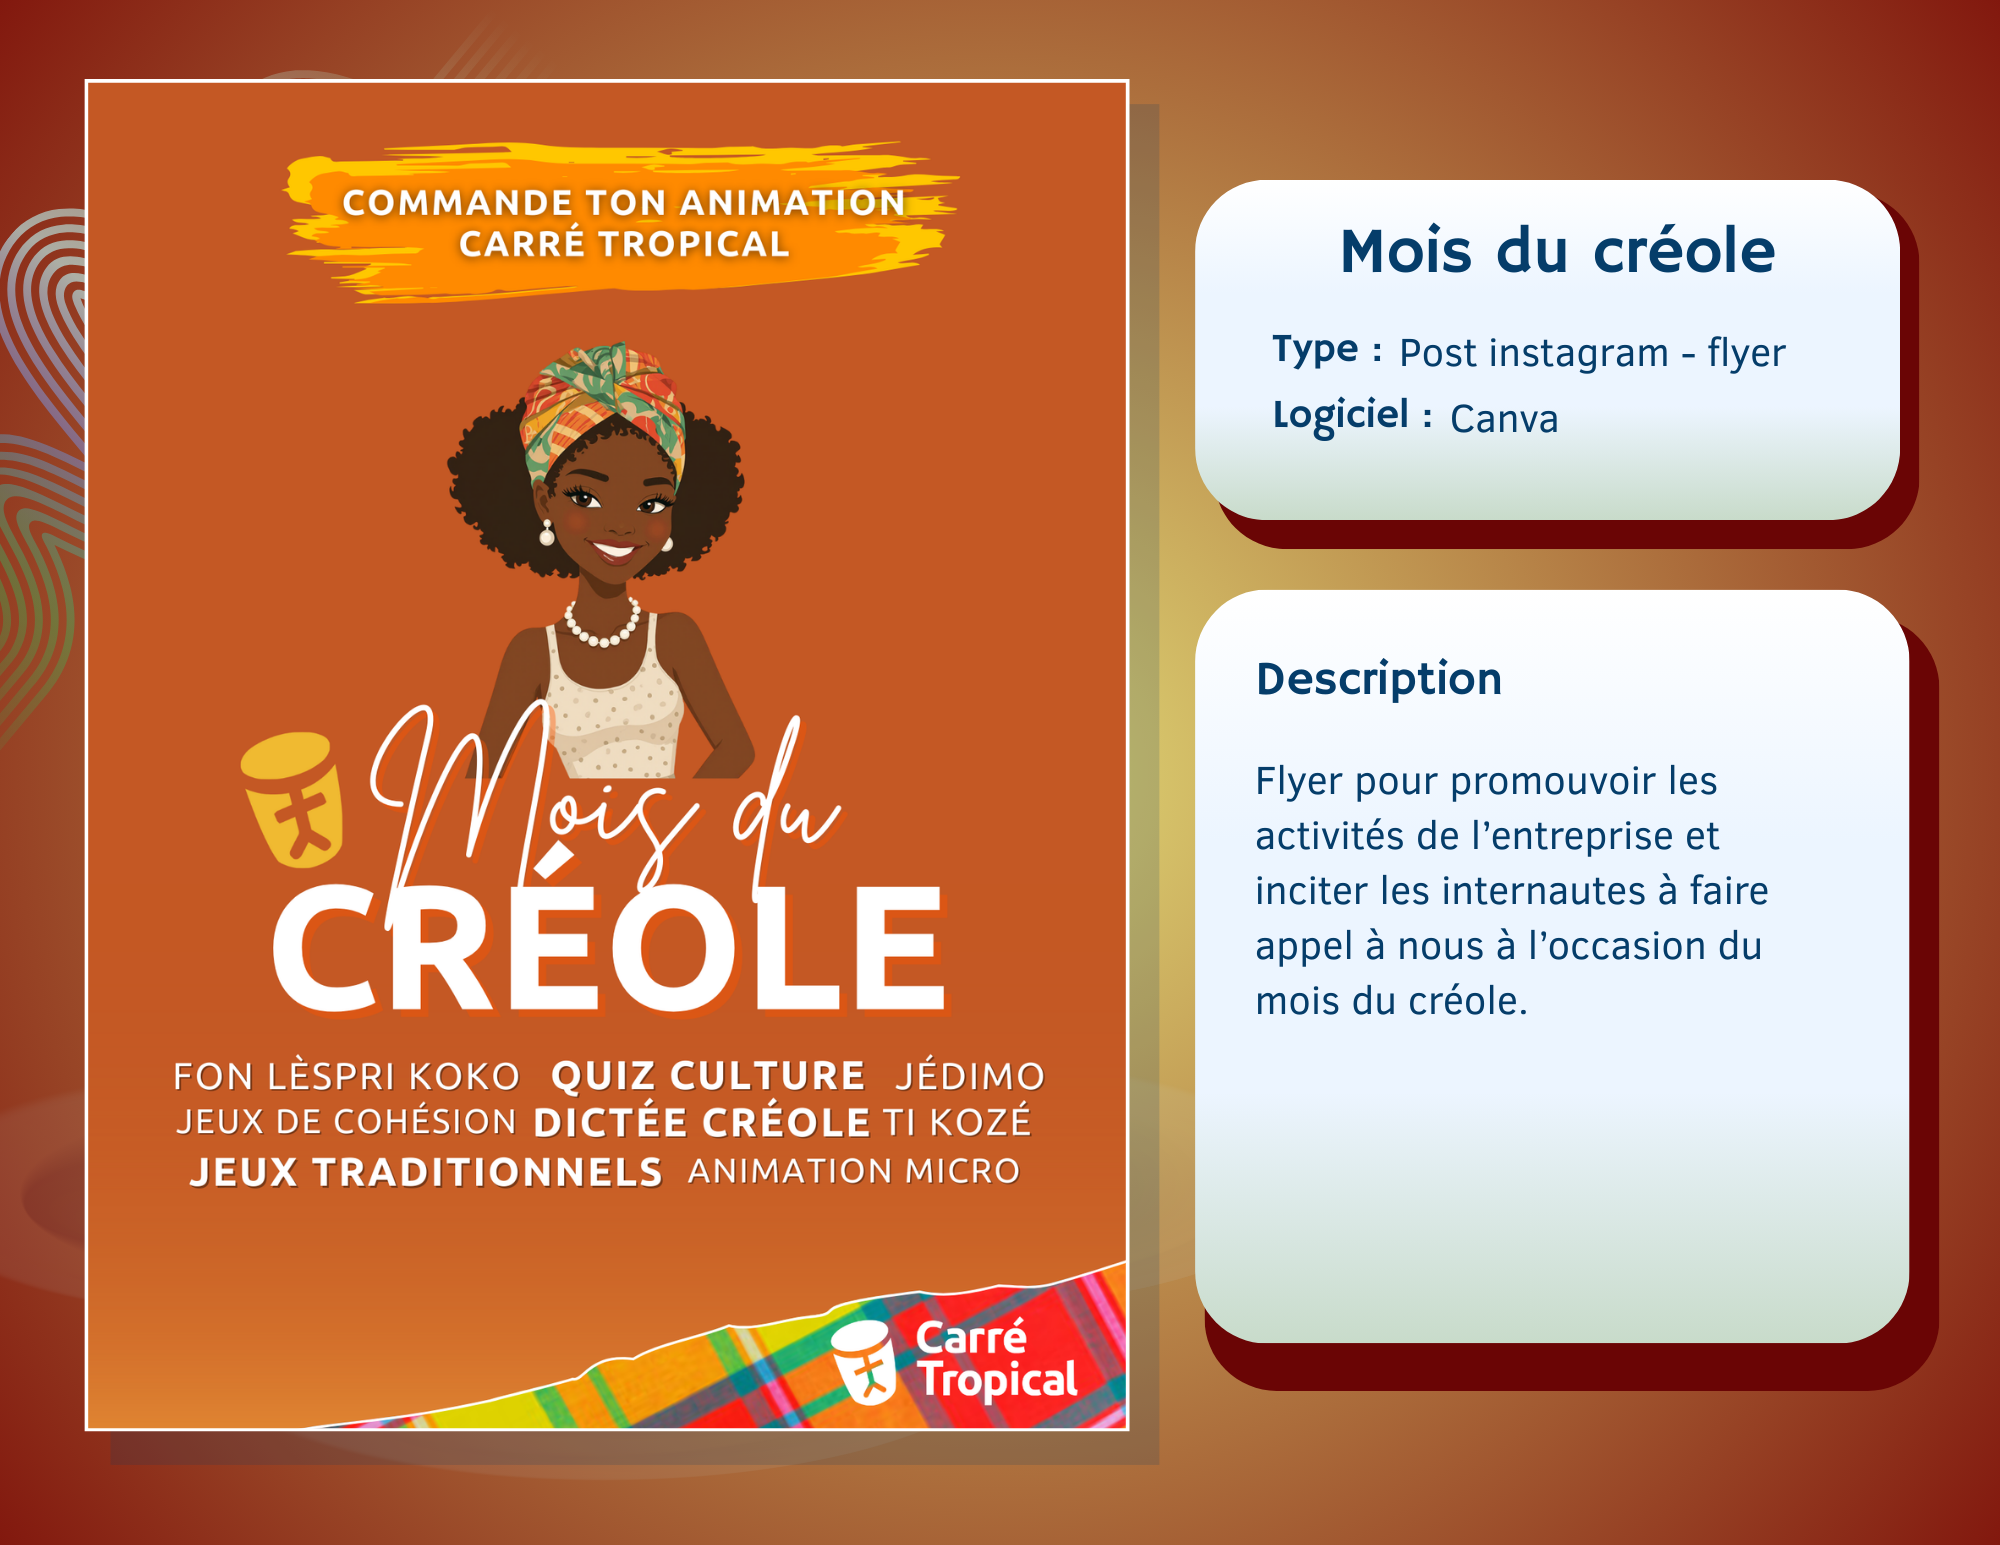 COMMANDE TON ANIMATION
CARRÉ TROPICAL
Mois du
CRÉOLE
FON LÈSPRI KOKO QUIZ CULTURE JÉDIMO
JEUX DE COHÉSION DICTÉE CRÉOLE TI KOZÉ
JEUX TRADITIONNELS ANIMATION MICRO
Carré
Tropical
Mois du créole
Type : Post instagram - flyer
Logiciel : Canva
Description
Flyer pour promouvoir les
activités de l’entreprise et
inciter les internautes à faire
appel à nous à l’occasion du
mois du créole.